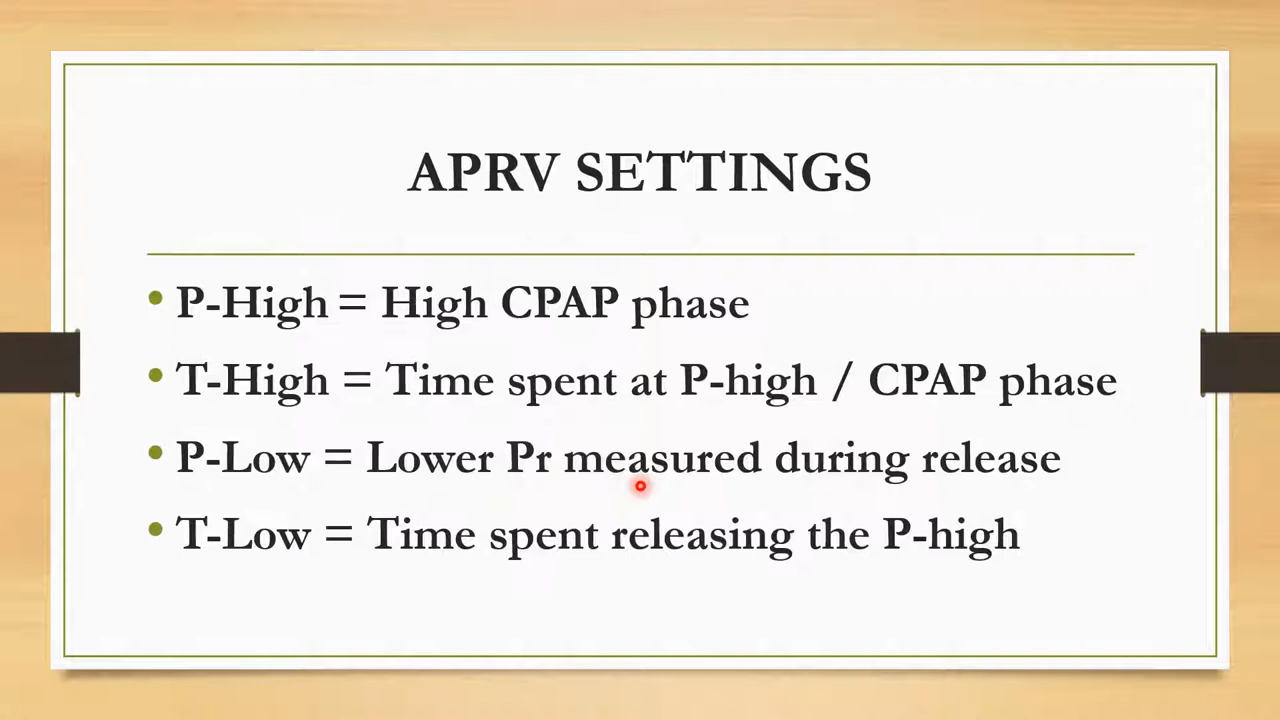 APRV SETTINGS
• P-High = High CPAP phase
• T-High = Time spent at P-high / CPAP phase
• P-Low = Lower Pr measured during release
• T-Low = Time spent releasing the P-high